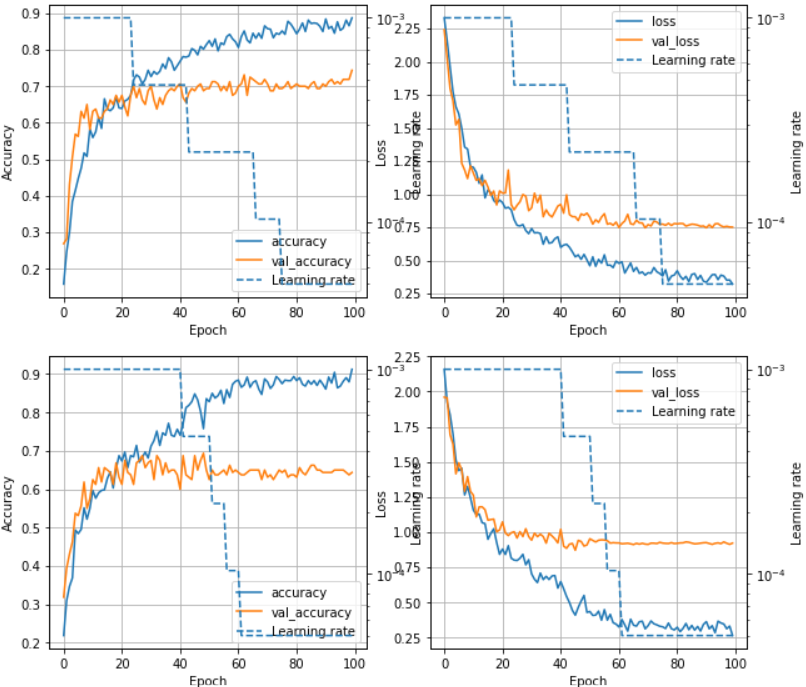 0.9
0.8
0.7
0.6
0.5
0.4
0.3
0.2
Accuracy
0 20 40 60 80 100
Epoch
10⁻³
10⁻⁴
Learning rate
accuracy
val_accuracy
Learning rate
Loss
2.25
2.00
1.75
1.50
1.25
1.00
0.75
0.50
0.25
0 20 40 60 80 100
Epoch
loss
val_loss
Learning rate
10⁻³
10⁻⁴
Learning rate
0.9
0.8
0.7
0.6
0.5
0.4
0.3
0.2
Accuracy
0 20 40 60 80 100
Epoch
10⁻³
10⁻⁴
Learning rate
accuracy
val_accuracy
Learning rate
Loss
2.25
2.00
1.75
1.50
1.25
1.00
0.75
0.50
0.25
0 20 40 60 80 100
Epoch
loss
val_loss
Learning rate
10⁻³
10⁻⁴
Learning rate